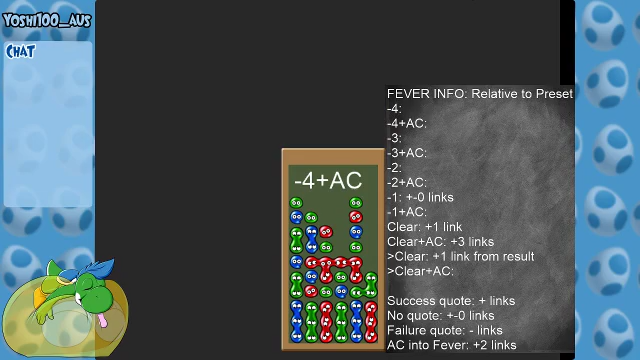 Yoshi100_aus
Chat
FEVER INFO: Relative to Preset
-4:
-4+AC:
-3:
-3+AC:
-2:
-2+AC:
-1: +-0 links
-1+AC:
Clear: +1 link
Clear+AC: +3 links
>Clear: +1 link from result
>Clear+AC:
Success quote: + links
No quote: +-0 links
Failure quote: - links
AC into Fever: +2 links
-4+AC